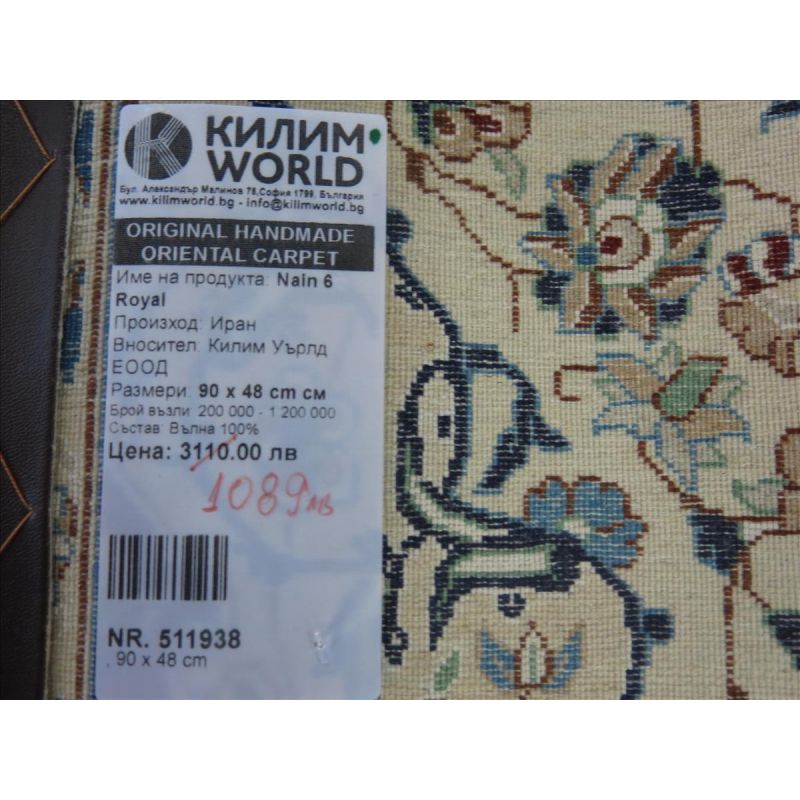 КИЛИМ
WORLD
Бул. Александър Малинов 78,София 1799, България
www.kilimworld.bg - info@kilimworld.bg
ORIGINAL HANDMADE
ORIENTAL CARPET
Име на продукта: Nain 6
Royal
Произход: Иран
Вносител: Килим Уърлд
ЕООД
Размери: 90 x 48 cm см
Брой възли: 200 000 - 1 200 000
Състав: Вълна 100%
Цена: 3110.00 лв
1089лв
NR. 511938
90 x 48 cm